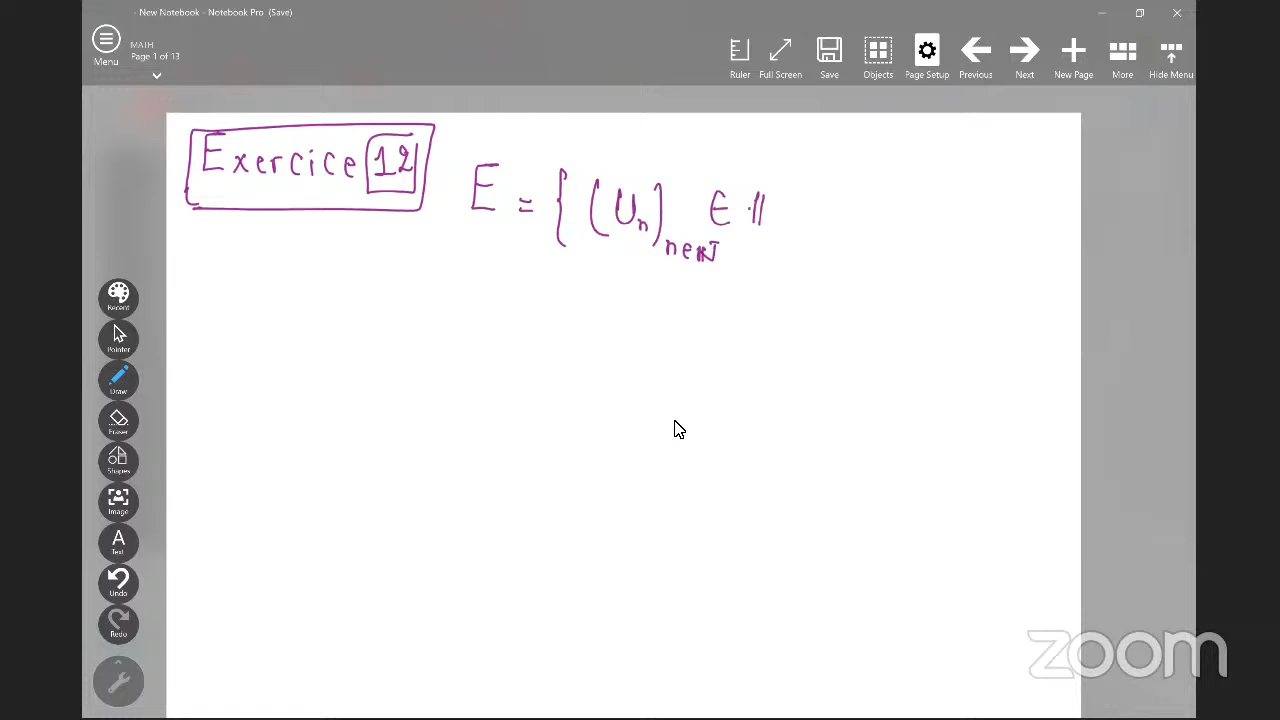 - New Notebook - Notebook Pro (Save)
Menu
MATH
Page 1 of 13
Ruler Full Screen Save Objects Page Setup Previous Next New Page More Hide Menu
Exercice 12
E = { (Un)n∈ℕ ∈
Recent
Pointer
Draw
Eraser
Shapes
Image
A
Text
Undo
Redo
zoom